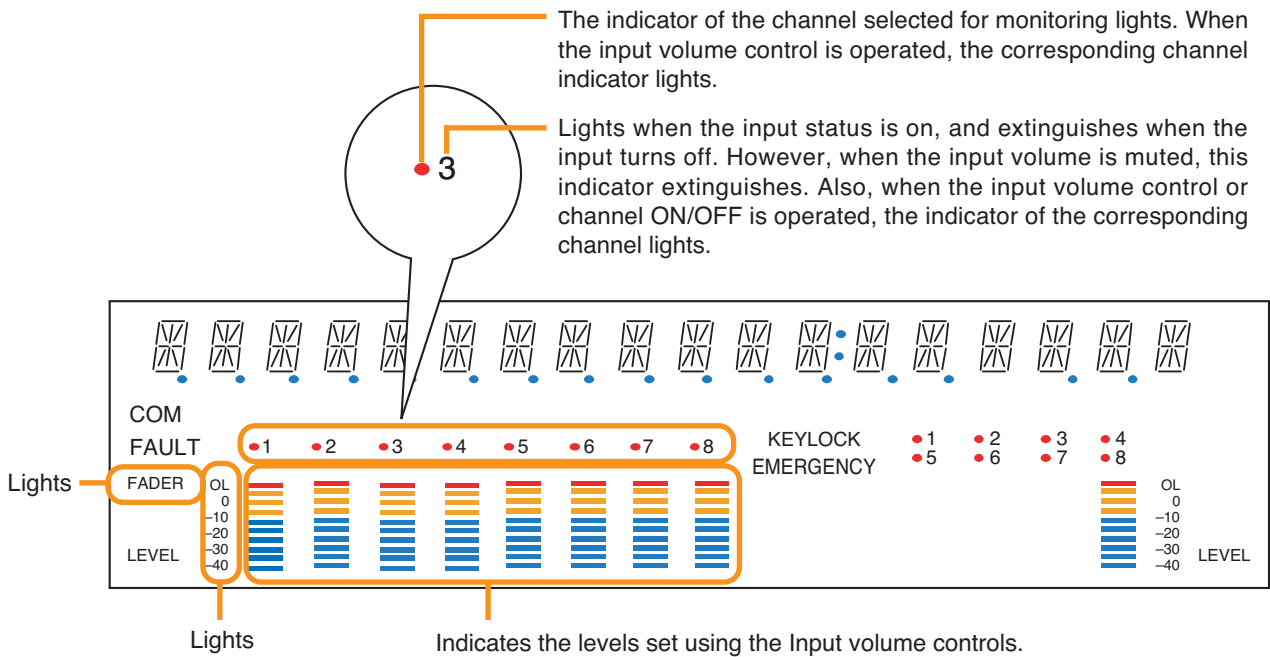 The indicator of the channel selected for monitoring lights. When
the input volume control is operated, the corresponding channel
indicator lights.
Lights when the input status is on, and extinguishes when the
input turns off. However, when the input volume is muted, this
indicator extinguishes. Also, when the input volume control or
channel ON/OFF is operated, the indicator of the corresponding
channel lights.
3
COM
FAULT
1 2 3 4 5 6 7 8
KEYLOCK
EMERGENCY
1 2 3 4
5 6 7 8
Lights
FADER
LEVEL
OL
0
–10
–20
–30
–40
OL
0
–10
–20
–30
–40
LEVEL
Lights
Indicates the levels set using the Input volume controls.